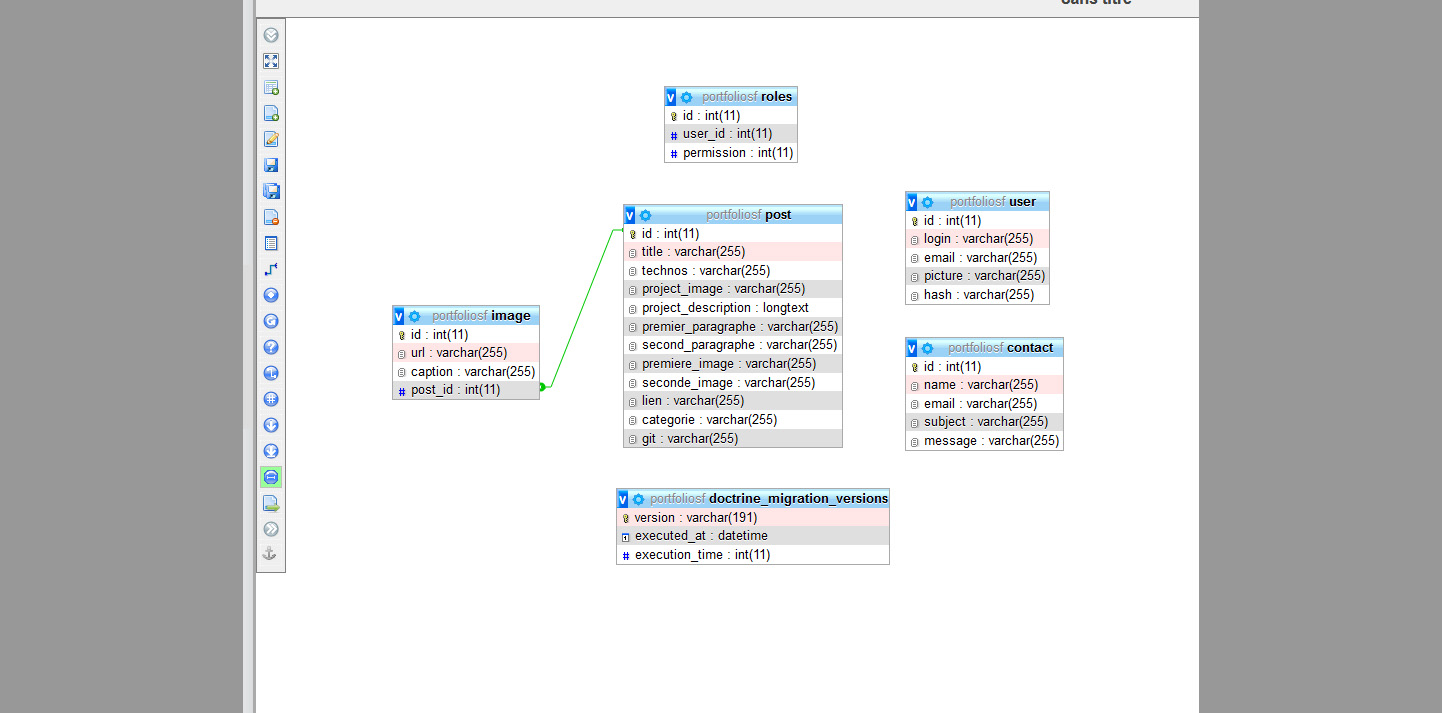 Sans titre
portfoliosf roles
id : int(11)
user_id : int(11)
permission : int(11)
portfoliosf user
id : int(11)
login : varchar(255)
email : varchar(255)
picture : varchar(255)
hash : varchar(255)
portfoliosf post
id : int(11)
title : varchar(255)
technos : varchar(255)
project_image : varchar(255)
project_description : longtext
premier_paragraphe : varchar(255)
second_paragraphe : varchar(255)
premiere_image : varchar(255)
seconde_image : varchar(255)
lien : varchar(255)
categorie : varchar(255)
git : varchar(255)
portfoliosf image
id : int(11)
url : varchar(255)
caption : varchar(255)
post_id : int(11)
portfoliosf contact
id : int(11)
name : varchar(255)
email : varchar(255)
subject : varchar(255)
message : varchar(255)
portfoliosf doctrine_migration_versions
version : varchar(191)
executed_at : datetime
execution_time : int(11)